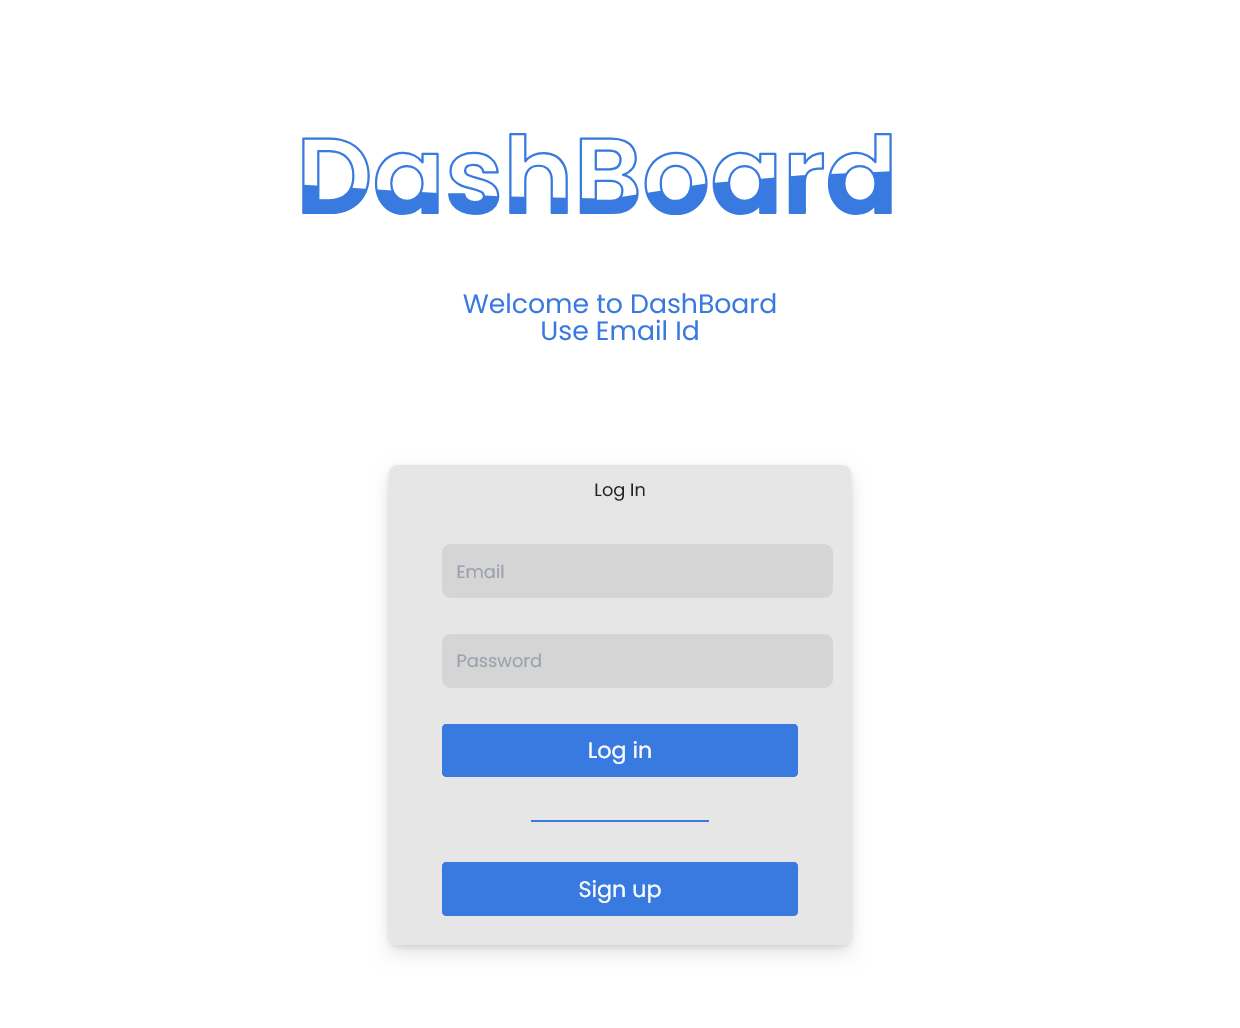 DashBoard
Welcome to DashBoard
Use Email Id
Log In
Email
Password
Log in
Sign up